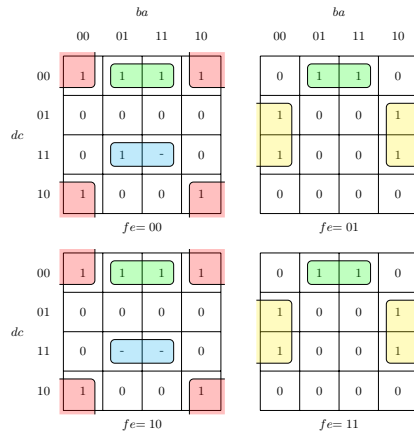 ba ba
00 01 11 10 00 01 11 10
00 1 1 1 1 0 1 1 0
01 0 0 0 0 1 0 0 1
dc
11 0 1 - 0 1 0 0 1
10 1 0 0 1 0 0 0 0
fe= 00 fe= 01
00 1 1 1 1 0 1 1 0
01 0 0 0 0 1 0 0 1
dc
11 0 - - 0 1 0 0 1
10 1 0 0 1 0 0 0 0
fe= 10 fe= 11